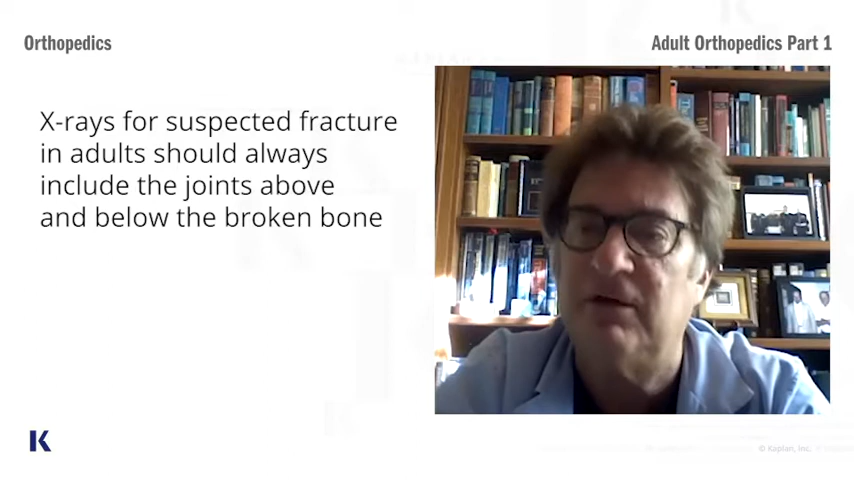 Orthopedics
Adult Orthopedics Part 1
X-rays for suspected fracture
in adults should always
include the joints above
and below the broken bone
K
© Kaplan, Inc.